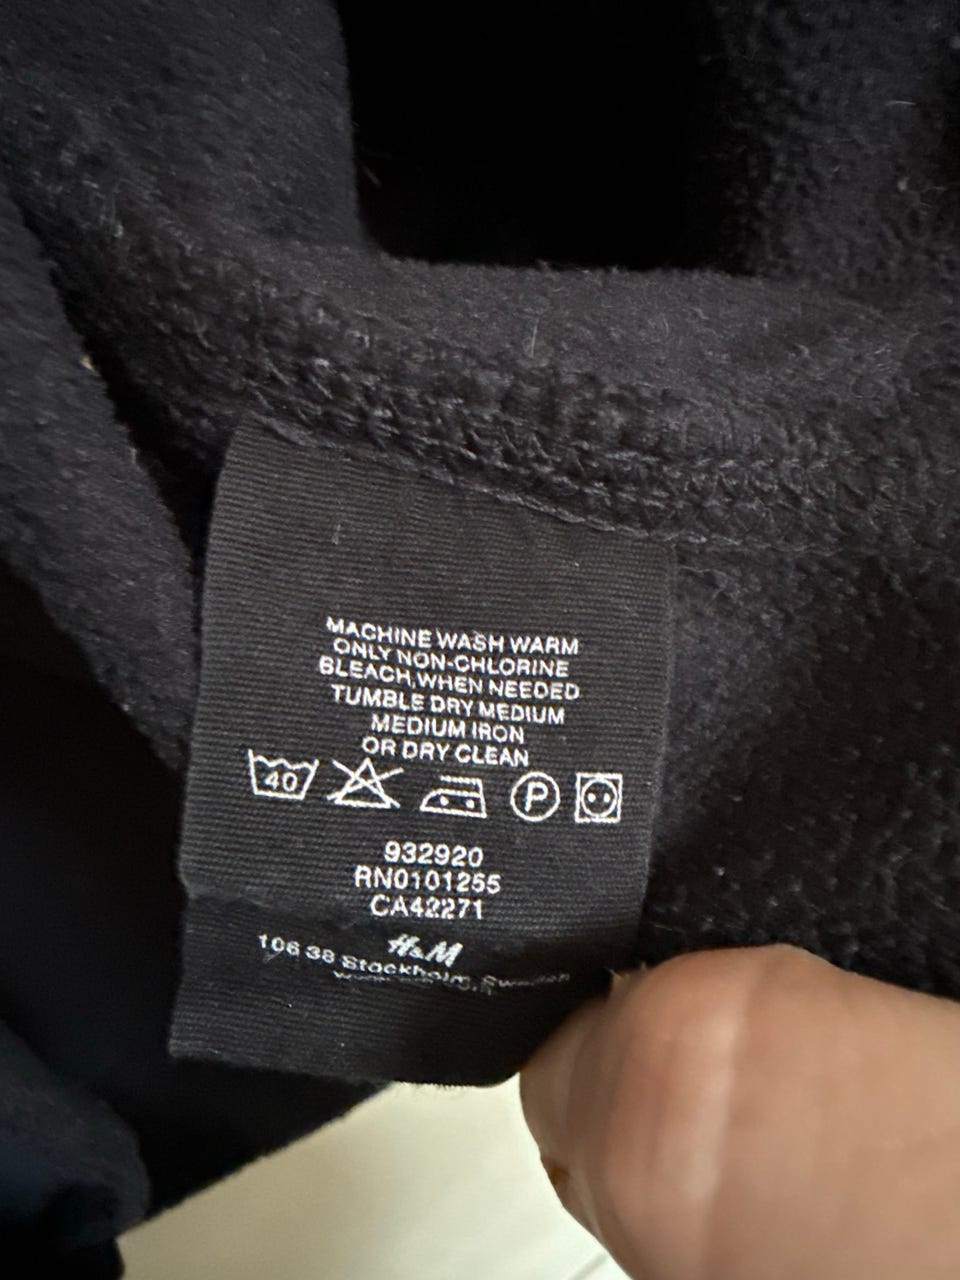 MACHINE WASH WARM
ONLY NON-CHLORINE
BLEACH,WHEN NEEDED
TUMBLE DRY MEDIUM
MEDIUM IRON
OR DRY CLEAN
40 P
932920
RN0101255
CA42271
H&M
106 38 Stockholm, Sweden